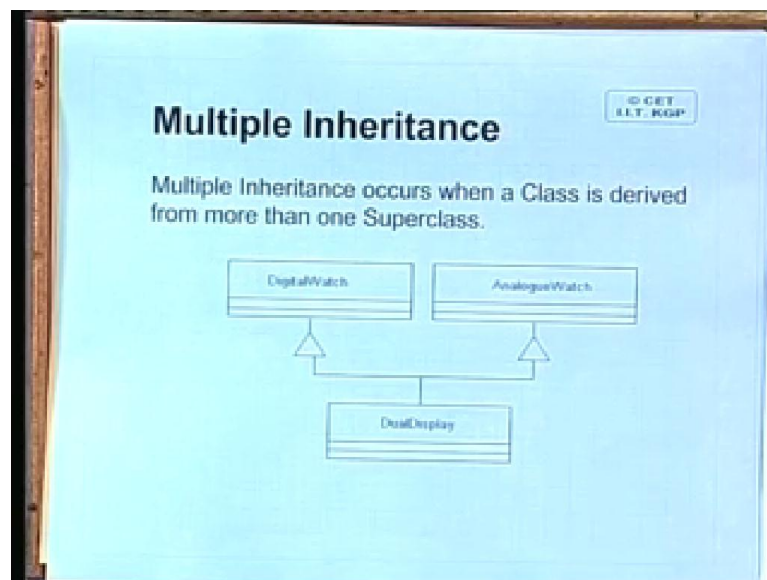 © CET
I.I.T. KGP
Multiple Inheritance
Multiple Inheritance occurs when a Class is derived
from more than one Superclass.
DigitalWatch
AnalogueWatch
DualDisplay